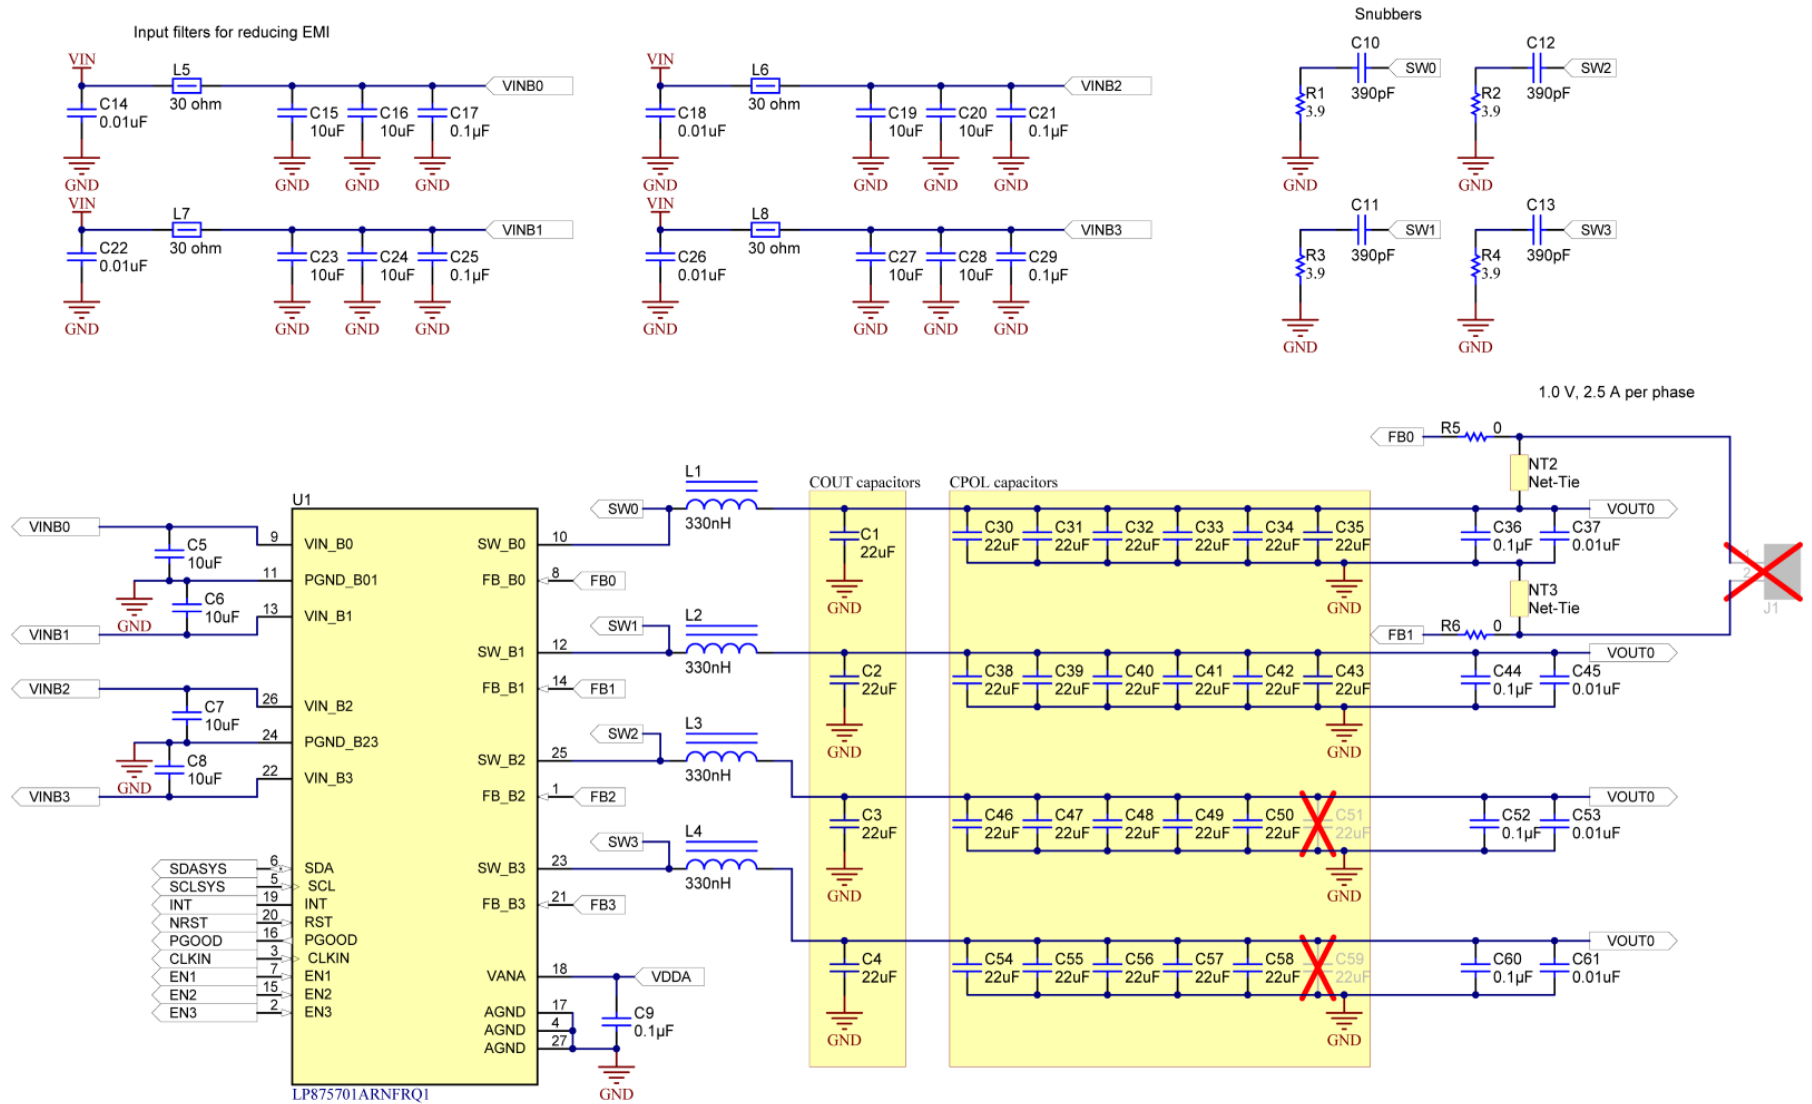 Input filters for reducing EMI
Snubbers
VIN
L5
30 ohm
VINB0
C14
0.01uF
C15
10uF
C16
10uF
C17
0.1µF
GND
GND
GND
GND
VIN
L6
30 ohm
VINB2
C18
0.01uF
C19
10uF
C20
10uF
C21
0.1µF
GND
GND
GND
GND
C10
390pF
SW0
R1
3.9
GND
C12
390pF
SW2
R2
3.9
GND
VIN
L7
30 ohm
VINB1
C22
0.01uF
C23
10uF
C24
10uF
C25
0.1µF
GND
GND
GND
GND
VIN
L8
30 ohm
VINB3
C26
0.01uF
C27
10uF
C28
10uF
C29
0.1µF
GND
GND
GND
GND
C11
390pF
SW1
R3
3.9
GND
C13
390pF
SW3
R4
3.9
GND
1.0 V, 2.5 A per phase
VINB0
C5
10uF
GND
C6
10uF
VINB1
VINB2
C7
10uF
GND
C8
10uF
VINB3
SDASYS
SCLSYS
INT
NRST
PGOOD
CLKIN
EN1
EN2
EN3
U1
9 VIN_B0
11 PGND_B01
13 VIN_B1
26 VIN_B2
24 PGND_B23
22 VIN_B3
6 SDA
5 SCL
19 INT
20 RST
16 PGOOD
3 CLKIN
7 EN1
15 EN2
2 EN3
SW_B0 10
FB_B0 8 FB0
SW_B1 12
FB_B1 14 FB1
SW_B2 25
FB_B2 1 FB2
SW_B3 23
FB_B3 21 FB3
VANA 18 VDDA
AGND 17
AGND 4
AGND 27
LP875701ARNFRQ1
C9
0.1µF
GND
SW0
L1
330nH
SW1
L2
330nH
SW2
L3
330nH
SW3
L4
330nH
COUT capacitors
C1
22uF
GND
C2
22uF
GND
C3
22uF
GND
C4
22uF
GND
CPOL capacitors
C30
22uF
C31
22uF
C32
22uF
C33
22uF
C34
22uF
C35
22uF
GND
C36
0.1µF
C37
0.01uF
VOUT0
FB0
R5 0
NT2
Net-Tie
NT3
Net-Tie
FB1
R6 0
1
2
J1
C38
22uF
C39
22uF
C40
22uF
C41
22uF
C42
22uF
C43
22uF
GND
C44
0.1µF
C45
0.01uF
VOUT0
C46
22uF
C47
22uF
C48
22uF
C49
22uF
C50
22uF
C51
22uF
GND
C52
0.1µF
C53
0.01uF
VOUT0
C54
22uF
C55
22uF
C56
22uF
C57
22uF
C58
22uF
C59
22uF
GND
C60
0.1µF
C61
0.01uF
VOUT0